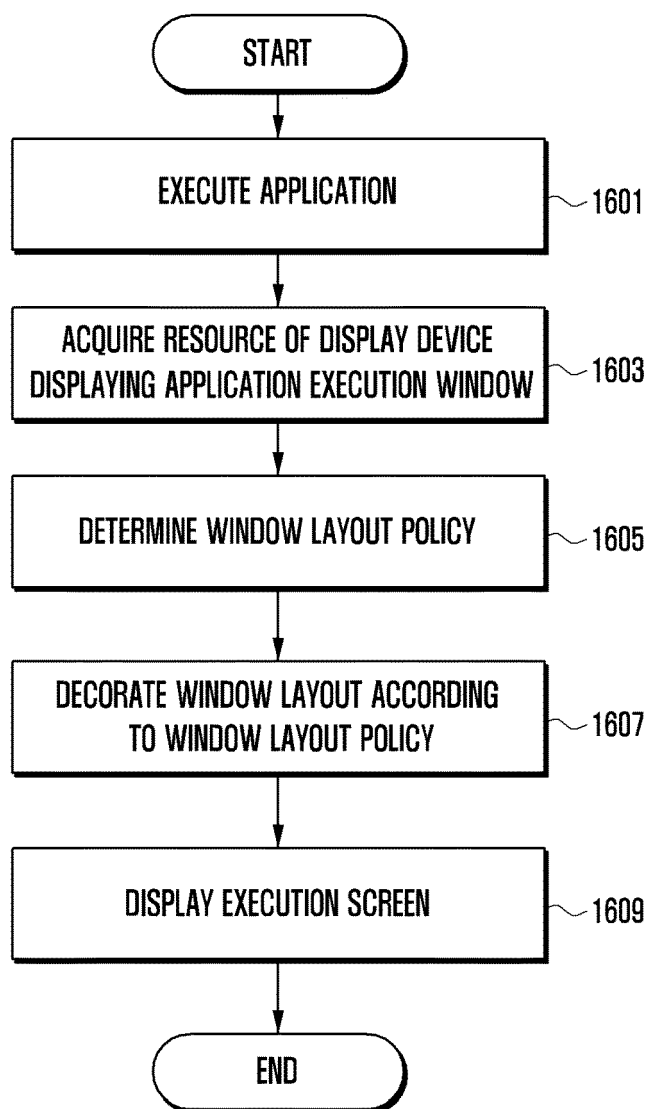 START
EXECUTE APPLICATION
1601
ACQUIRE RESOURCE OF DISPLAY DEVICE
DISPLAYING APPLICATION EXECUTION WINDOW
1603
DETERMINE WINDOW LAYOUT POLICY
1605
DECORATE WINDOW LAYOUT ACCORDING
TO WINDOW LAYOUT POLICY
1607
DISPLAY EXECUTION SCREEN
1609
END